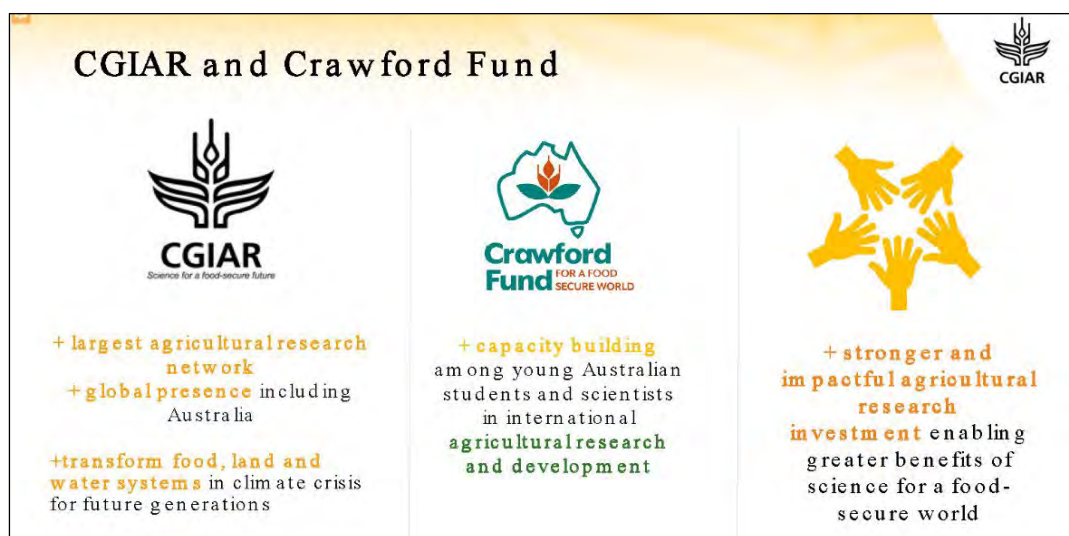 CGIAR and Crawford Fund
CGIAR
CGIAR
Science for a food-secure future
+ largest agricultural research
network
+ global presence including
Australia
+transform food, land and
water systems in climate crisis
for future generations
Crawford
Fund FOR A FOOD
SECURE WORLD
+ capacity building
among young Australian
students and scientists
in international
agricultural research
and development
+ stronger and
impactful agricultural
research
investment enabling
greater benefits of
science for a food-
secure world